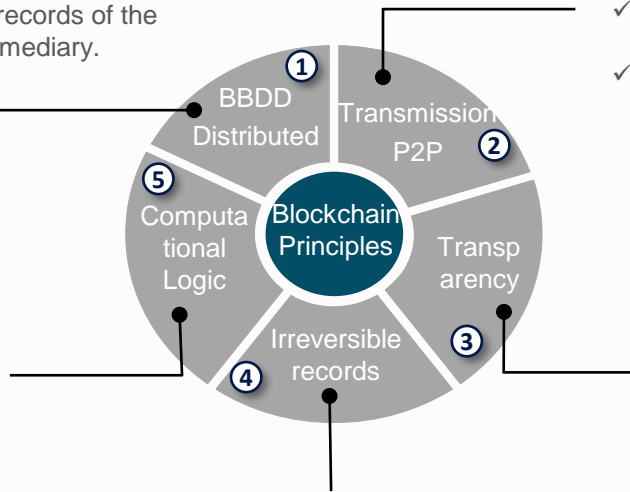 records of the
mediary.
✓
✓
1
BBDD
Distributed
Transmission
P2P
2
5
Computa
tional
Logic
Blockchain
Principles
Transp
arency
3
Irreversible
records
4